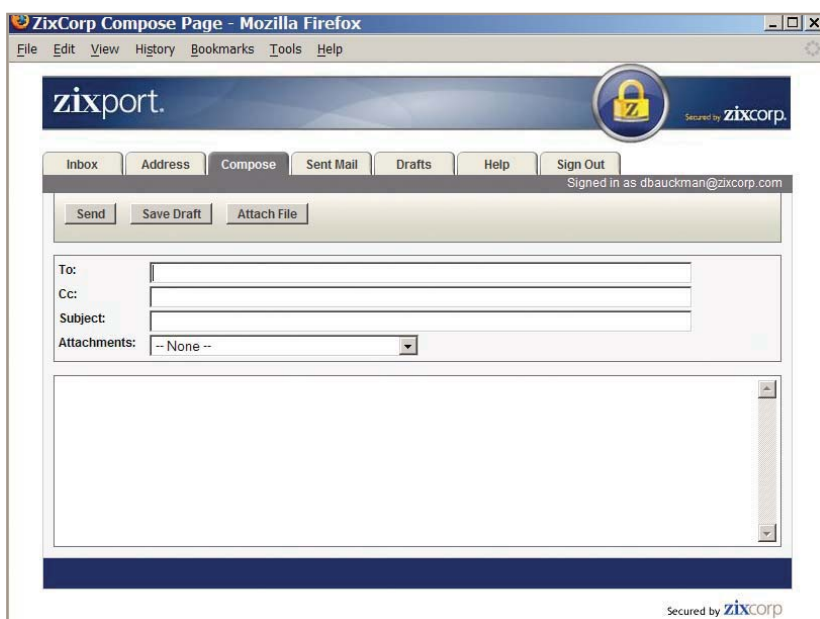 ZixCorp Compose Page - Mozilla Firefox
File Edit View History Bookmarks Tools Help
zixport.
Z
Secured by zixcorp.
Inbox Address Compose Sent Mail Drafts Help Sign Out
Signed in as dbauckman@zixcorp.com
Send Save Draft Attach File
To:
Cc:
Subject:
Attachments: -- None --
Secured by zixcorp